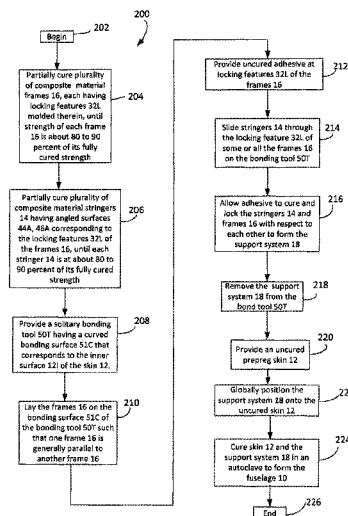 200
Begin
202
Partially cure plurality
of composite material
frames 16, each having
locking features 32L
molded therein, until
strength of each frame
16 is about 80 to 90
percent of its fully
cured strength
204
Partially cure plurality of
composite material stringers
14 having angled surfaces
44A, 46A corresponding to
the locking features 32L of
the frames 16, until each
stringer 14 is at about 80 to
90 percent of its fully cured
strength
206
Provide a solitary bonding
tool 50T having a curved
bonding surface 51C that
corresponds to the inner
surface 12I of the skin 12.
208
Lay the frames 16 on the
bonding surface 51C of
the bonding tool 50T such
that one frame 16 is
generally parallel to
another frame 16
210
Provide uncured adhesive at
locking features 32L of the
frames 16
212
Slide stringers 14 through
the locking feature 32L of
some or all the frames 16
on the bonding tool 50T
214
Allow adhesive to cure and
lock the stringers 14 and
frames 16 with respect to
each other to form the
support system 18
216
Remove the support
system 18 from the
bond tool 50T
218
Provide an uncured
prepreg skin 12
220
Globally position the
support system 18 onto
the uncured skin 12
22
Cure skin 12 and the
support system 18 in an
autoclave to form the
fuselage 10
224
End
226